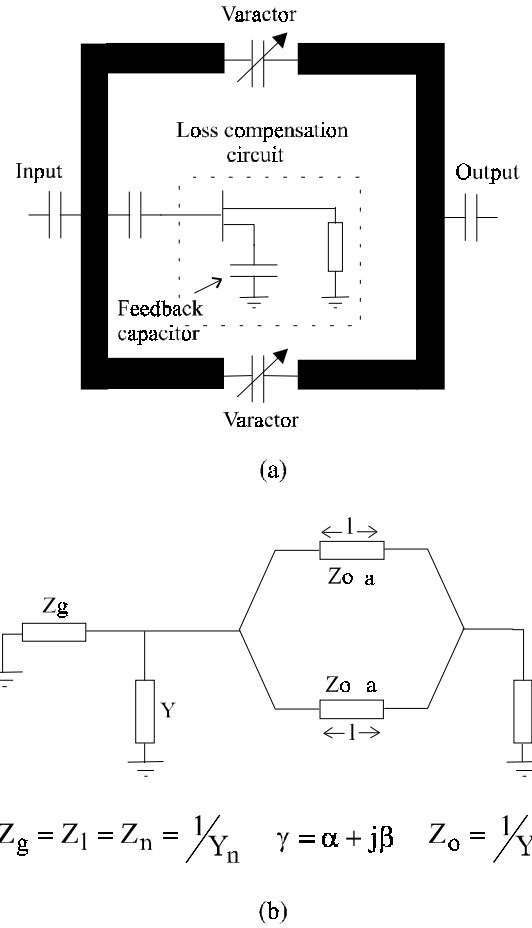 Varactor
Loss compensation
circuit
Input
Output
Feedback
capacitor
Varactor
(a)
l
Zo a
Zg
Y
Zo a
l
Zg = Zl = Zn = 1/Yn γ = α + jβ Zo = 1/Y
(b)